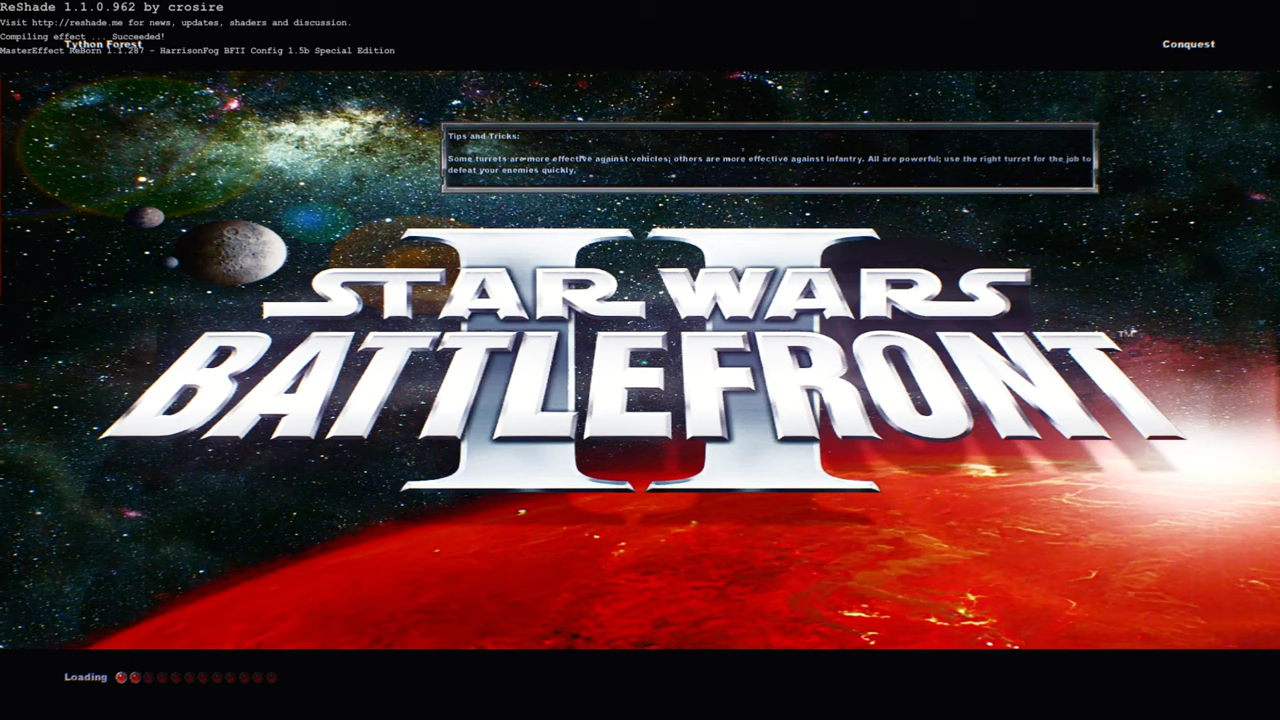 ReShade 1.1.0.962 by crosire
Visit http://reshade.me for news, updates, shaders and discussion.
Compiling effect ... Succeeded!
Tython Forest
Conquest
MasterEffect ReBorn 1.1.287 - HarrisonFog BFII Config 1.5b Special Edition
Tips and Tricks:
Some turrets are more effective against vehicles; others are more effective against infantry. All are powerful; use the right turret for the job to
defeat your enemies quickly.
II
STAR WARS
BATTLEFRONT
TM
Loading